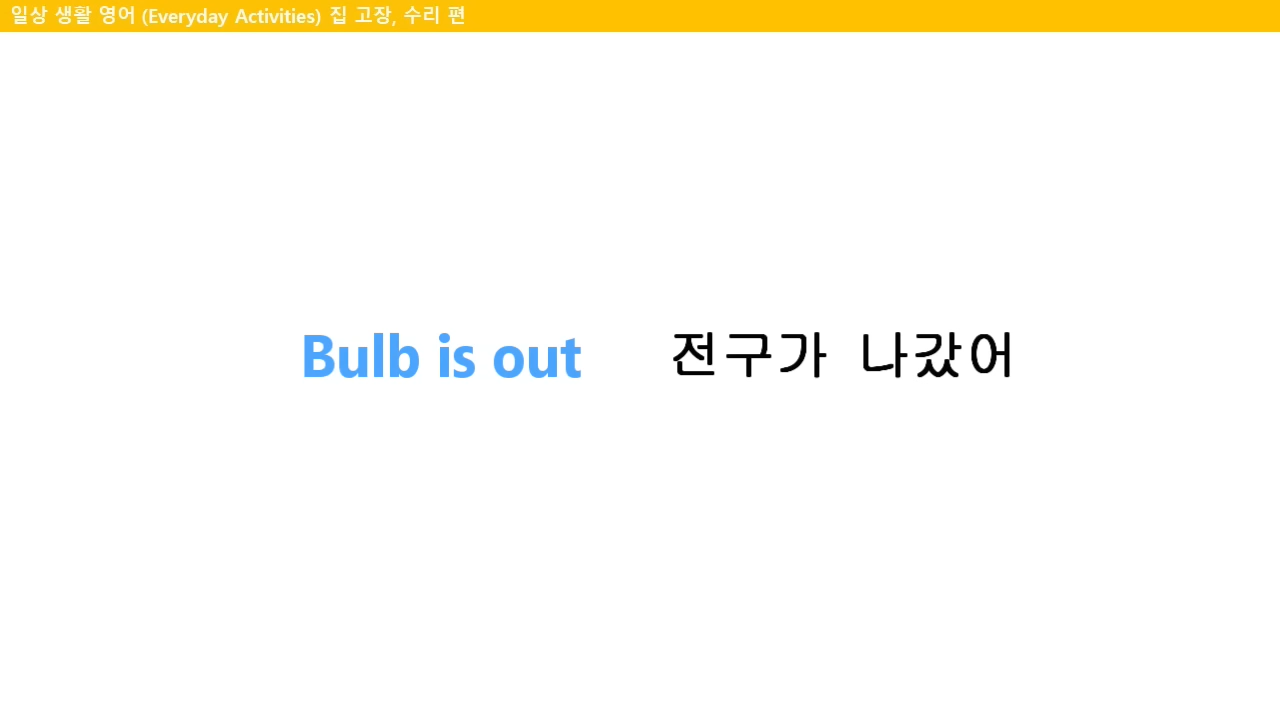 일상 생활 영어 (Everyday Activities) 집 고장, 수리 편
Bulb is out 전구가 나갔어